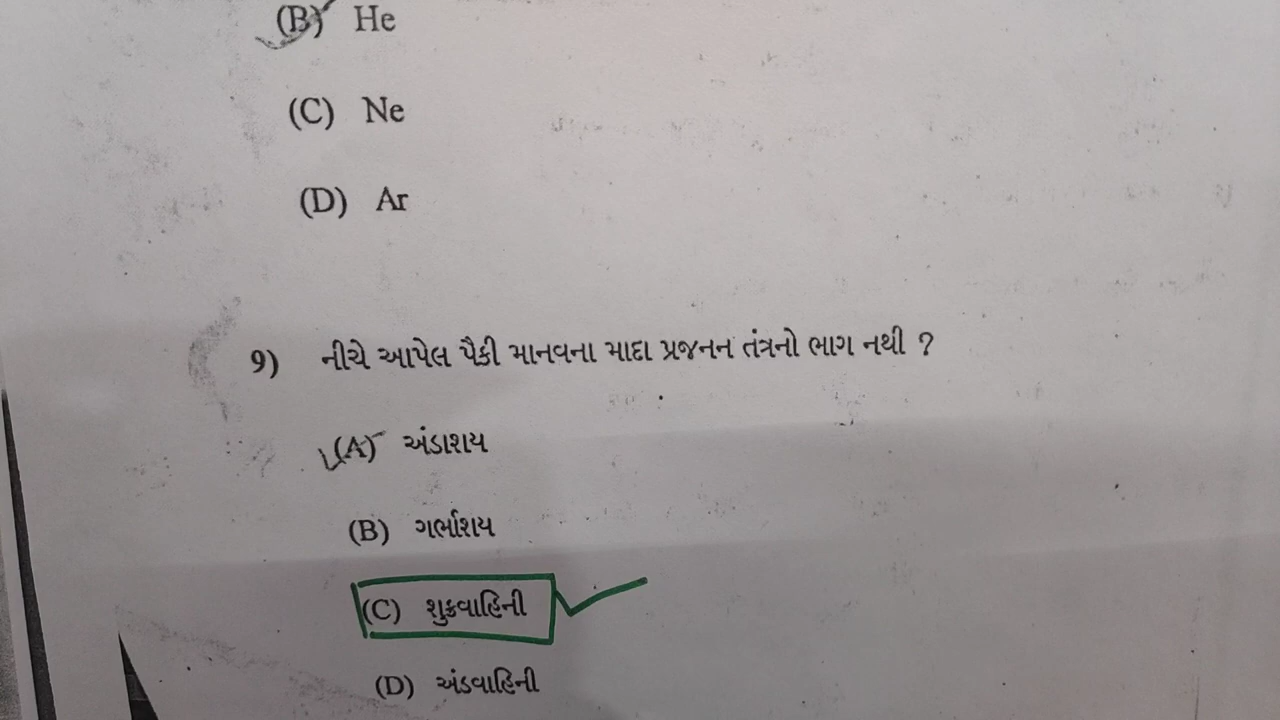 (B) He
(C) Ne
(D) Ar
9) નીચે આપેલ પૈકી માનવના માદા પ્રજનન તંત્રનો ભાગ નથી ?
(A) અંડાશય
(B) ગર્ભાશય
(C) શુક્રવાહિની
(D) અંડવાહિની